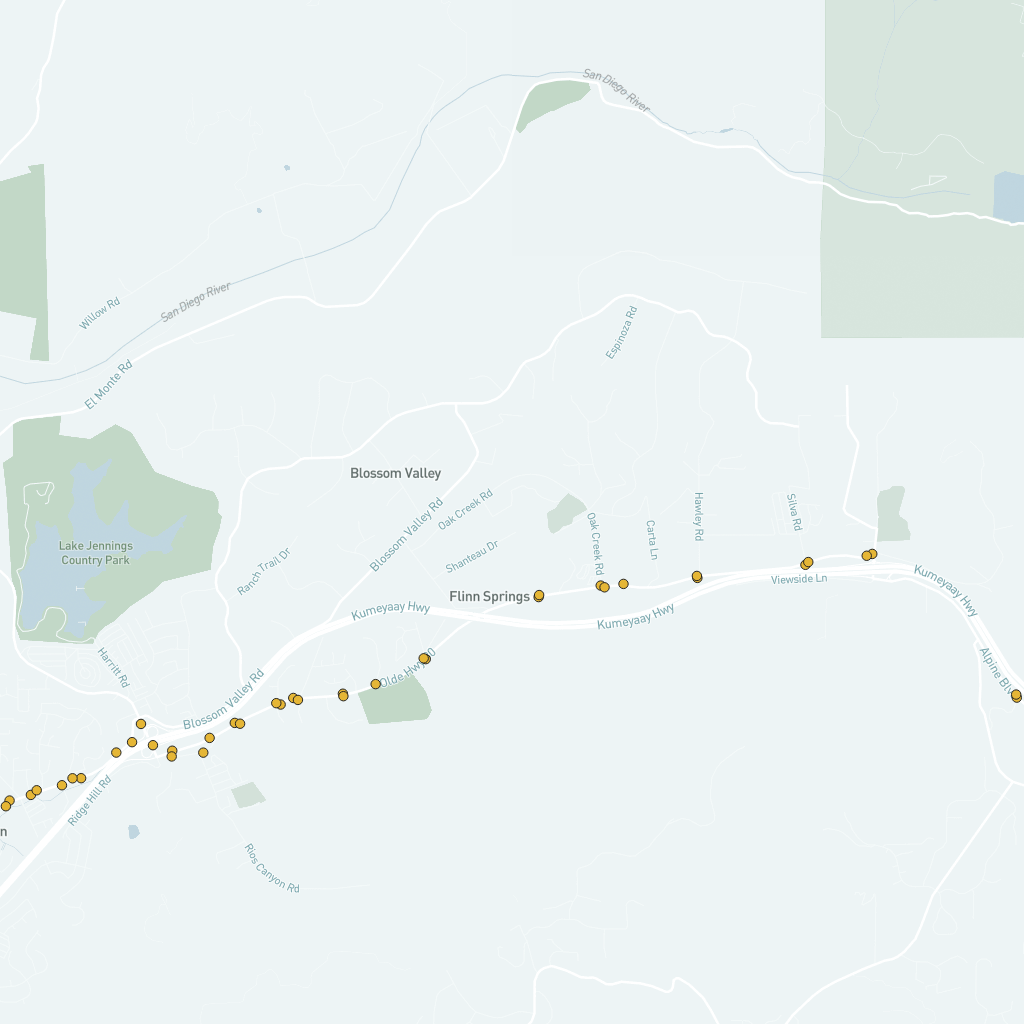 San Diego River
San Diego River
Willow Rd
El Monte Rd
Espinoza Rd
Blossom Valley
Oak Creek Rd
Blossom Valley Rd
Shanteau Dr
Ranch Trail Dr
Oak Creek Rd
Carta Ln
Hawley Rd
Silva Rd
Lake Jennings
Country Park
Viewside Ln
Flinn Springs
Kumeyaay Hwy
Kumeyaay Hwy
Kumeyaay Hwy
Harritt Rd
Olde Hwy 80
Alpine Blv
Blossom Valley Rd
Ridge Hill Rd
n
Rios Canyon Rd